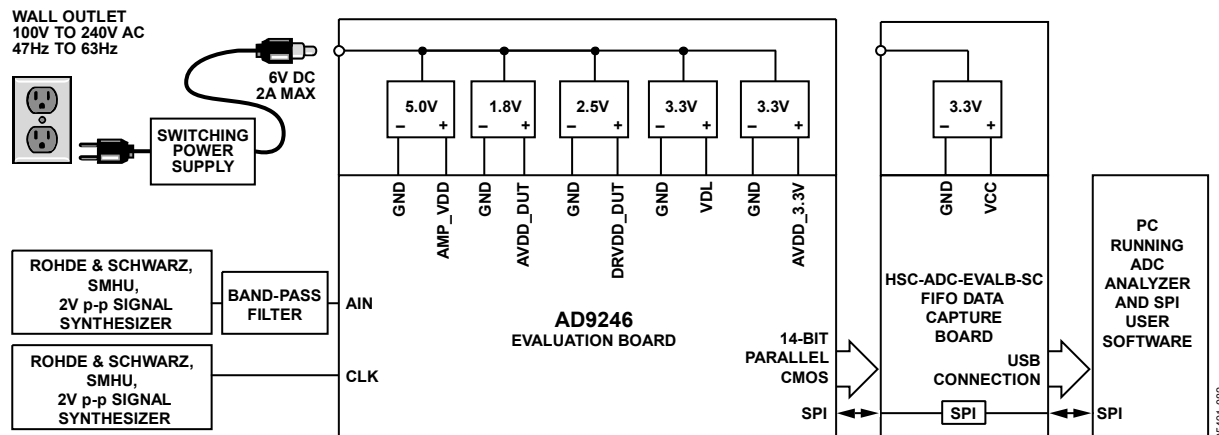 WALL OUTLET
100V TO 240V AC
47Hz TO 63Hz
6V DC
2A MAX
SWITCHING
POWER
SUPPLY
5.0V
1.8V
2.5V
3.3V
3.3V
3.3V
– +
– +
– +
– +
– +
– +
GND
AMP_VDD
GND
AVDD_DUT
GND
DRVDD_DUT
GND
VDL
GND
AVDD_3.3V
GND
VCC
ROHDE & SCHWARZ,
SMHU,
2V p-p SIGNAL
SYNTHESIZER
BAND-PASS
FILTER
AIN
ROHDE & SCHWARZ,
SMHU,
2V p-p SIGNAL
SYNTHESIZER
CLK
AD9246
EVALUATION BOARD
14-BIT
PARALLEL
CMOS
SPI
HSC-ADC-EVALB-SC
FIFO DATA
CAPTURE
BOARD
USB
CONNECTION
SPI
PC
RUNNING
ADC
ANALYZER
AND SPI
USER
SOFTWARE
SPI